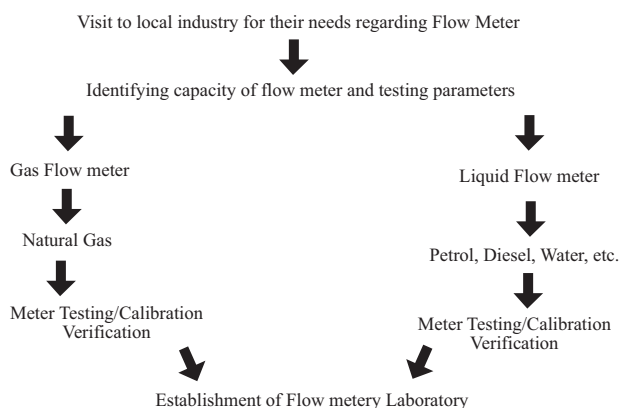 Visit to local industry for their needs regarding Flow Meter
Identifying capacity of flow meter and testing parameters
Gas Flow meter
Liquid Flow meter
Natural Gas
Petrol, Diesel, Water, etc.
Meter Testing/Calibration
Verification
Meter Testing/Calibration
Verification
Establishment of Flow metery Laboratory